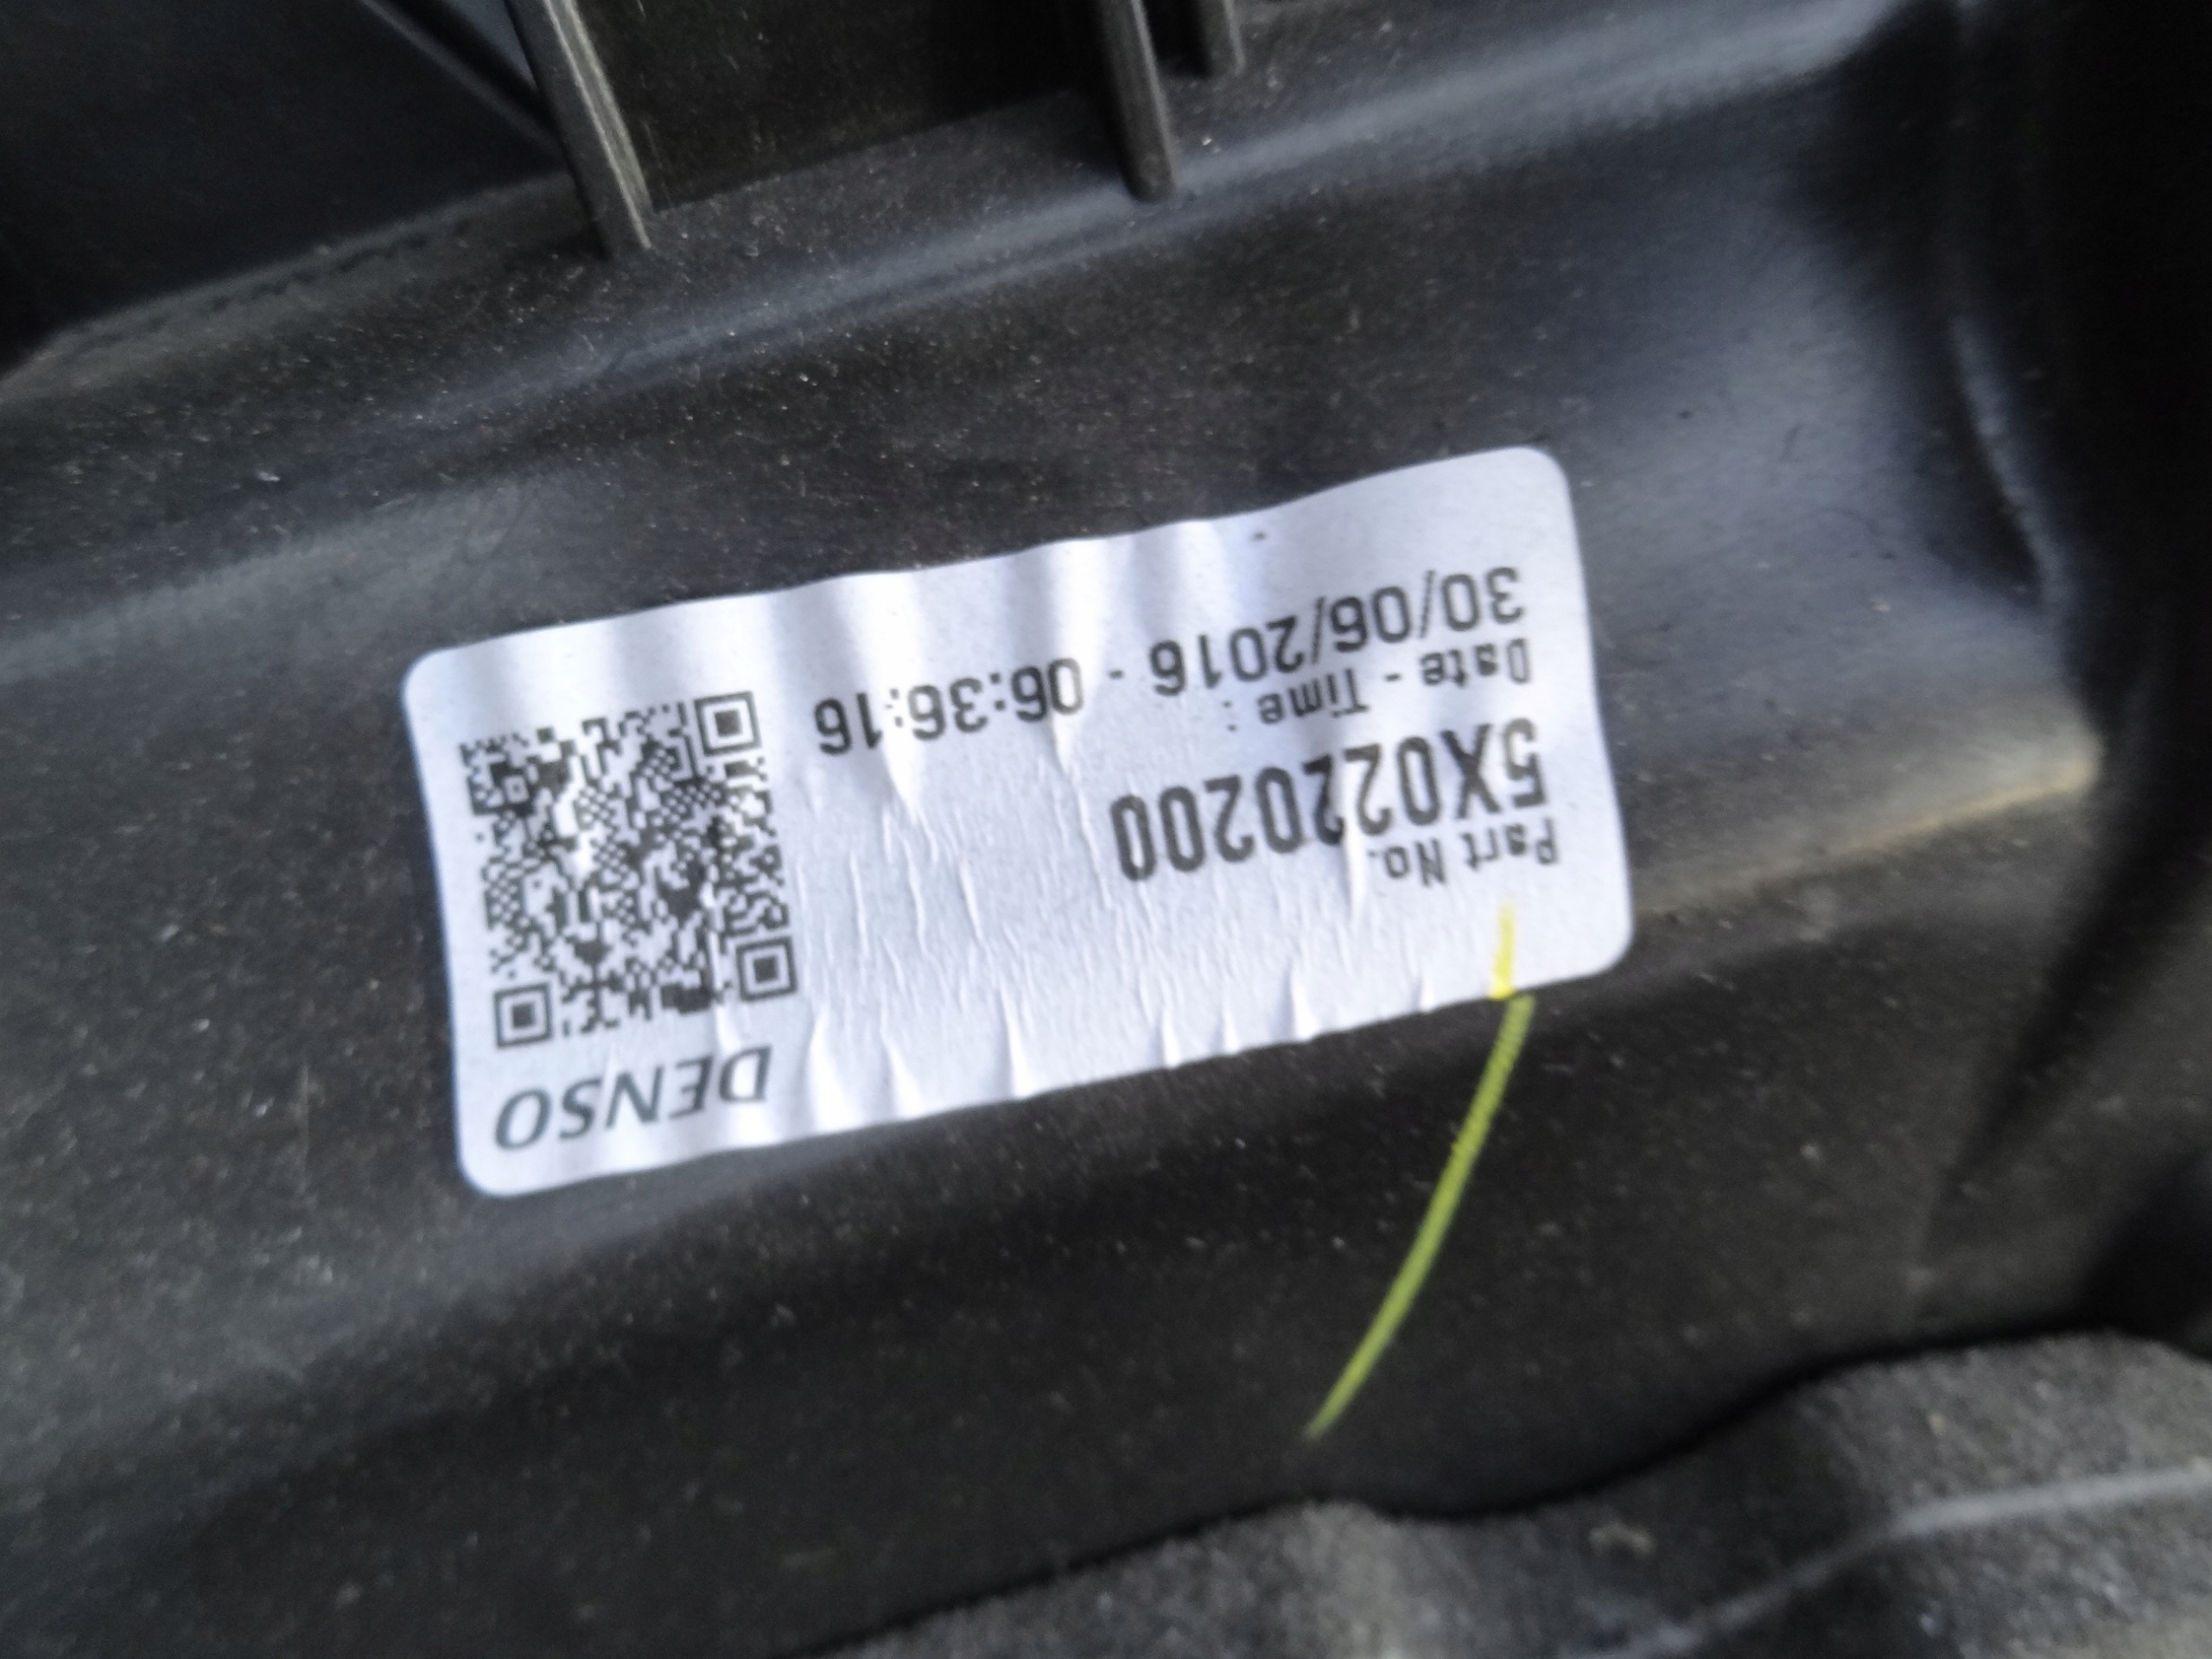 DENSO
Part No.
5X0220200
Date - Time :
30/06/2016 - 06:36:16